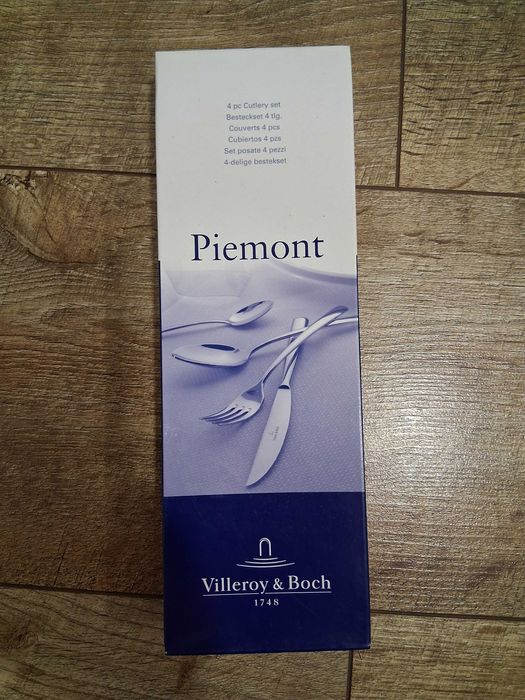 4 pc Cutlery set
Besteckset 4 tlg.
Couverts 4 pcs
Cubiertos 4 pzs
Set posate 4 pezzi
4-delige bestekset
Piemont
Villeroy & Boch
1748